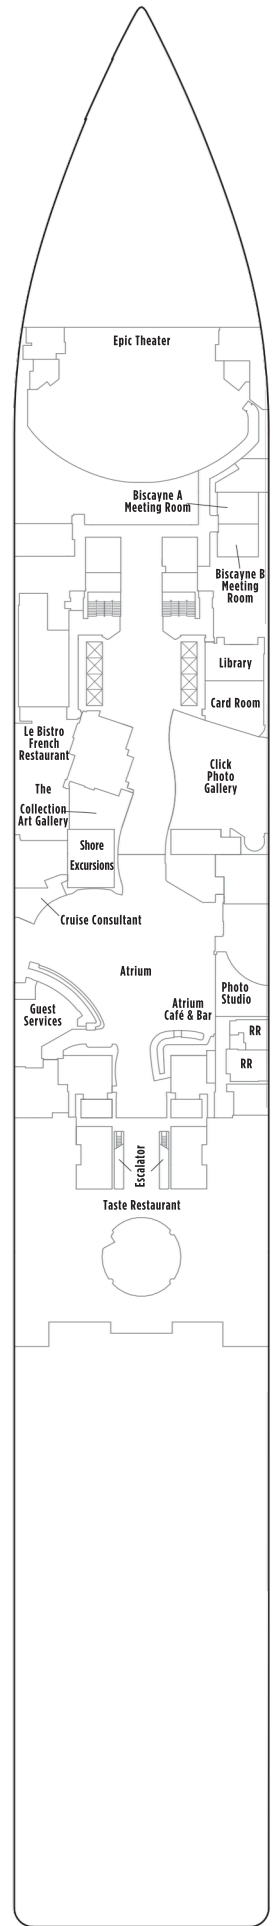 Epic Theater
Biscayne A
Meeting Room
Biscayne B
Meeting
Room
Library
Card Room
Le Bistro
French
Restaurant
Click
Photo
Gallery
The
Collection
Art Gallery
Shore
Excursions
Cruise Consultant
Atrium
Photo
Studio
Atrium
Café & Bar
Guest
Services
RR
RR
Escalator
Taste Restaurant